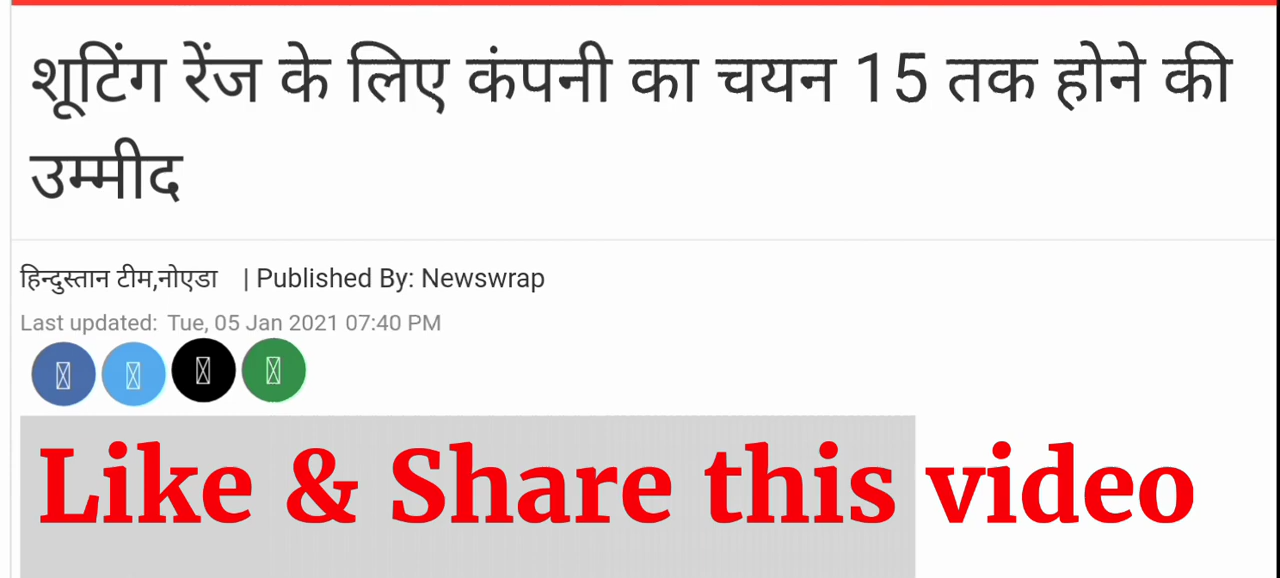 शूटिंग रेंज के लिए कंपनी का चयन 15 तक होने की
उम्मीद
हिन्दुस्तान टीम,नोएडा | Published By: Newswrap
Last updated: Tue, 05 Jan 2021 07:40 PM
Like & Share this video